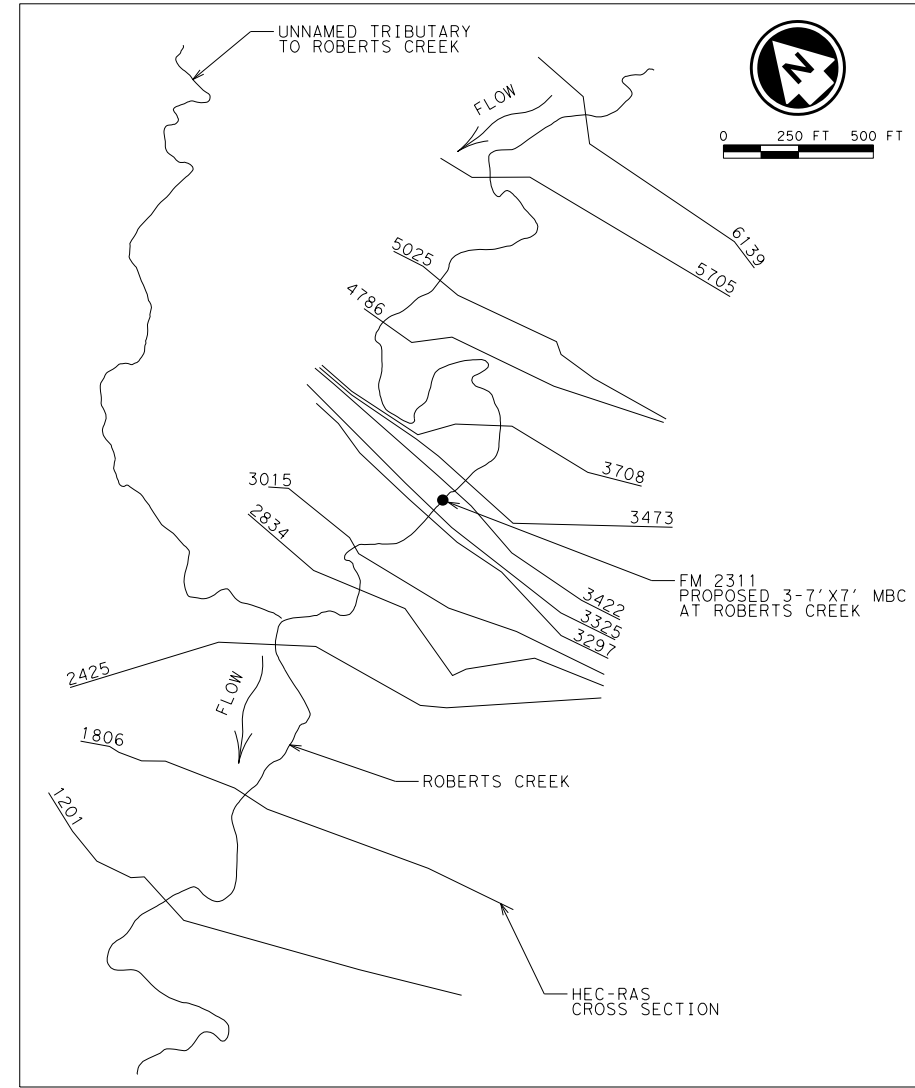 UNNAMED TRIBUTARY
TO ROBERTS CREEK
FLOW
N
0 250 FT 500 FT
6139
5705
5025
4786
3708
3473
3015
2834
FM 2311
PROPOSED 3-7'X7' MBC
AT ROBERTS CREEK
3422
3325
3297
2425
FLOW
1806
ROBERTS CREEK
1201
HEC-RAS
CROSS SECTION